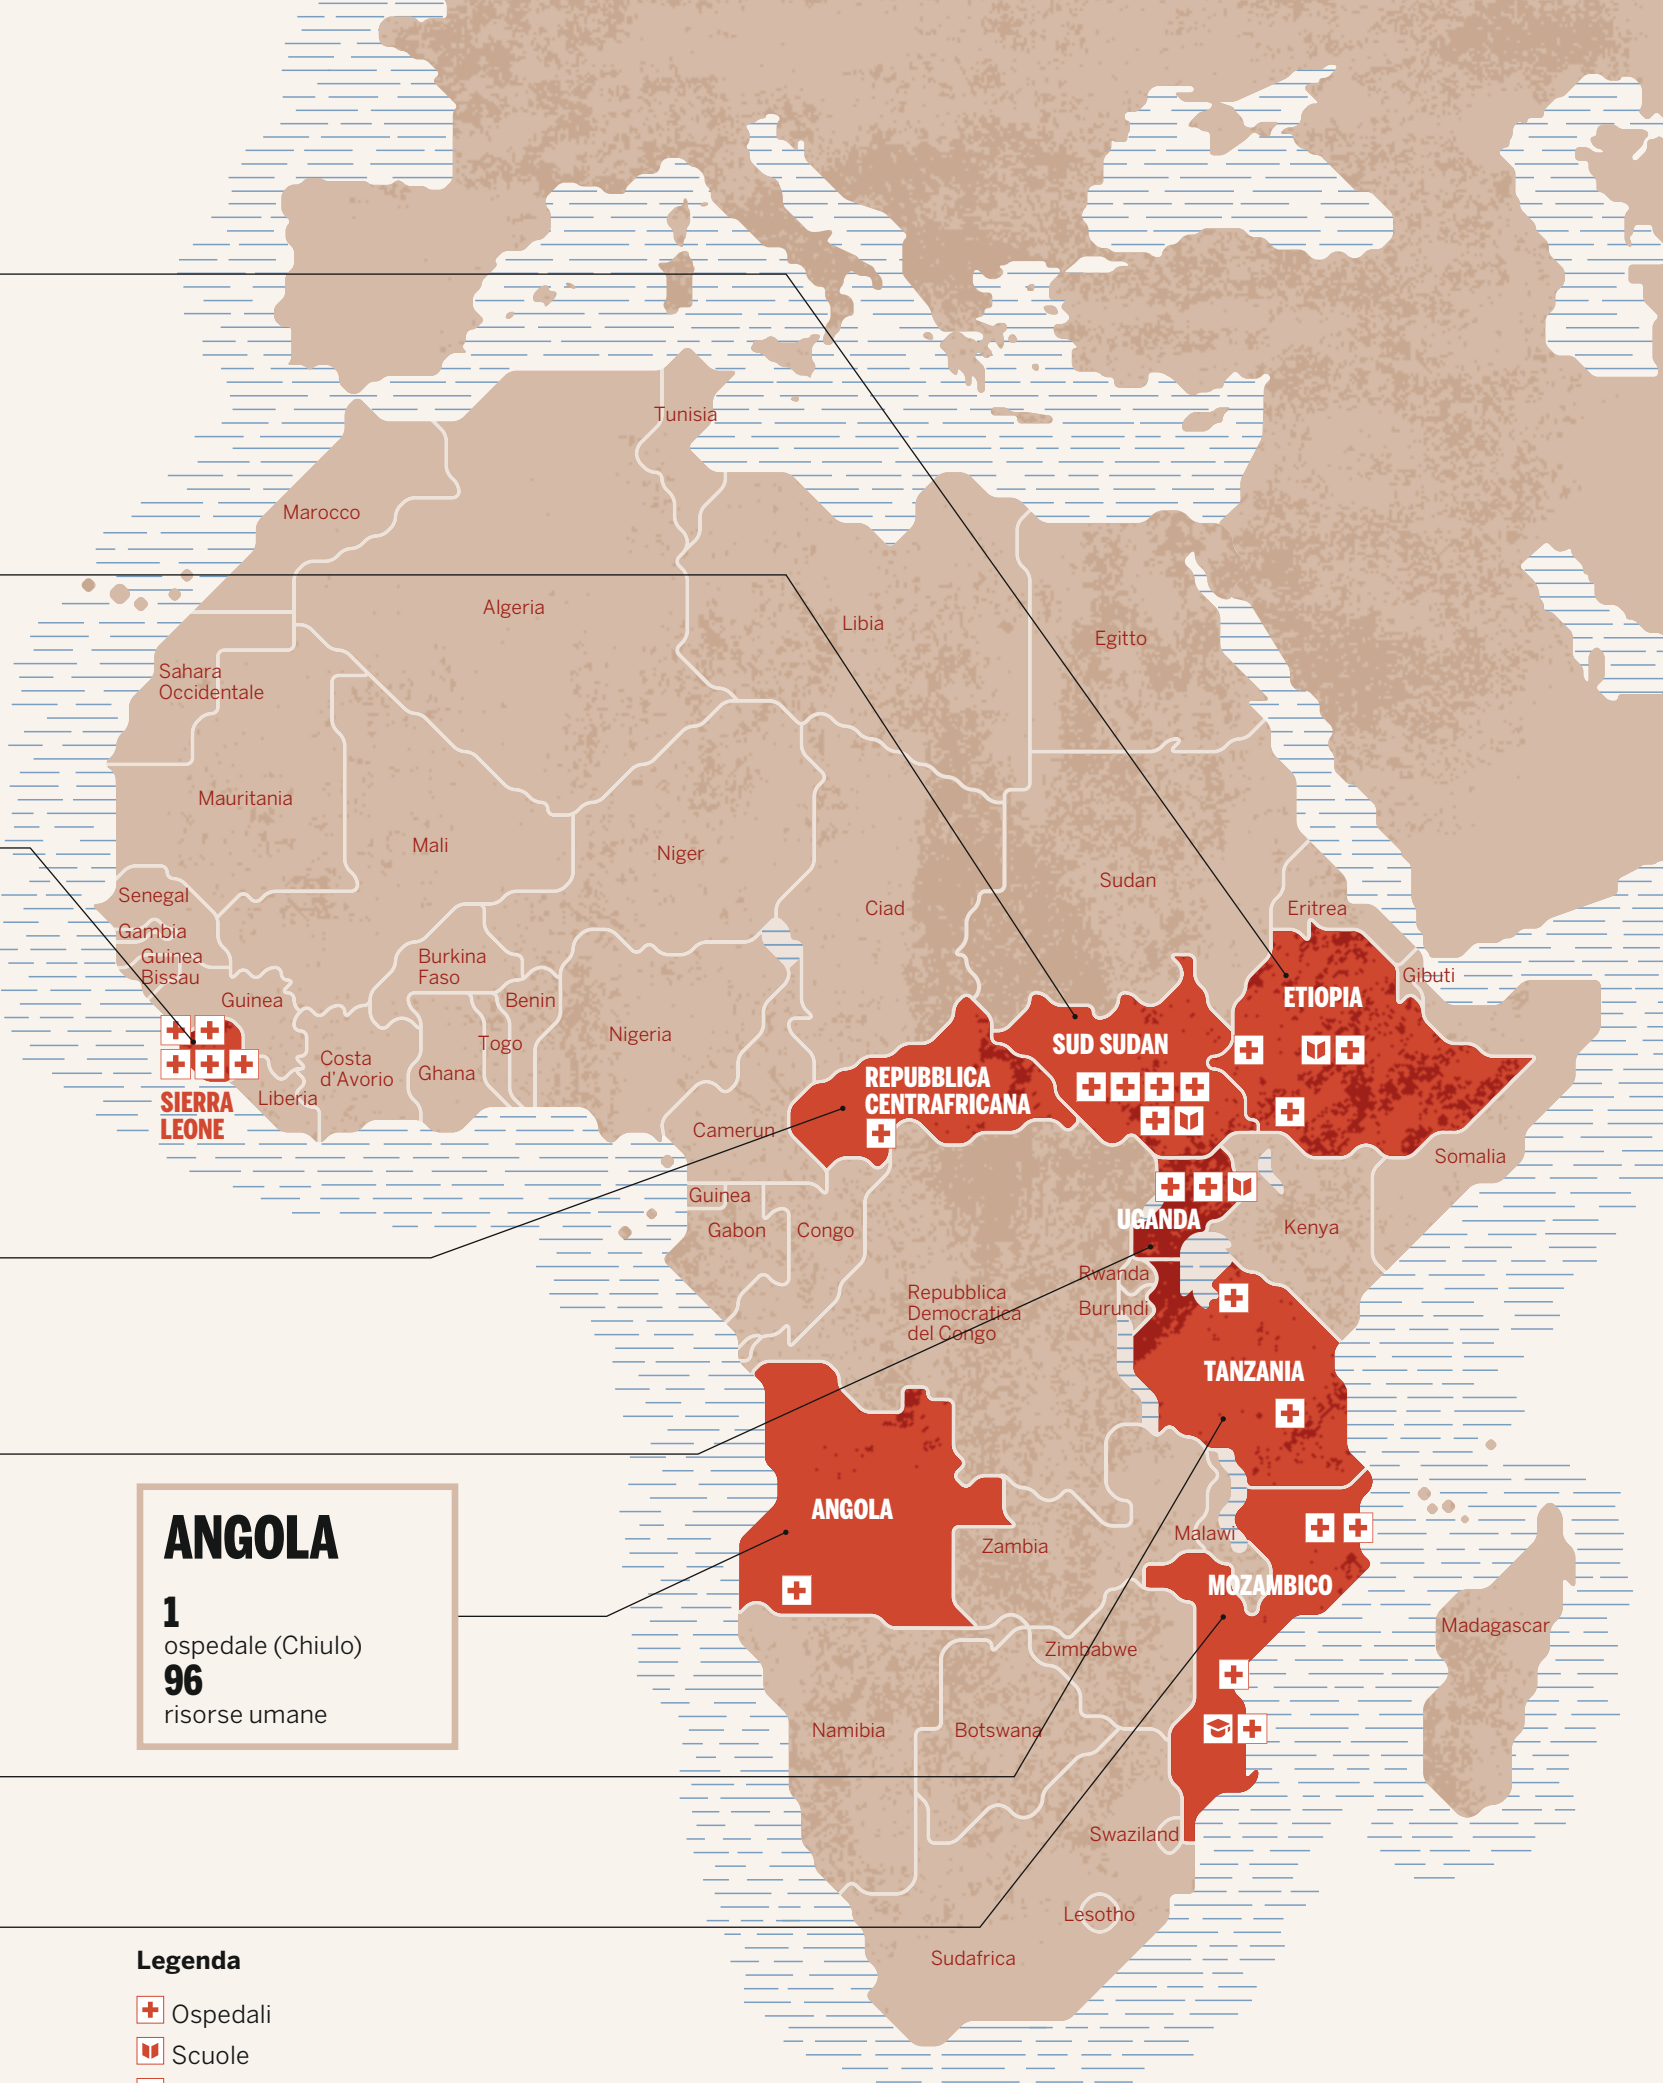 Tunisia
Marocco
Algeria
Libia
Egitto
Sahara
Occidentale
Mauritania
Mali
Niger
Ciad
Sudan
Eritrea
Senegal
Gambia
Guinea
Bissau
Guinea
Burkina
Faso
Benin
Togo
Ghana
Costa
d'Avorio
Liberia
Nigeria
Gibuti
ETIOPIA
SUD SUDAN
REPUBBLICA
CENTRAFRICANA
SIERRA
LEONE
Camerun
Somalia
Guinea
Gabon
Congo
UGANDA
Kenya
Rwanda
Burundi
Repubblica
Democratica
del Congo
TANZANIA
ANGOLA
Zambia
Malawi
MOZAMBICO
Madagascar
Zimbabwe
Namibia
Botswana
Swaziland
Lesotho
Sudafrica
ANGOLA
1
ospedale (Chiulo)
96
risorse umane
Legenda
Ospedali
Scuole